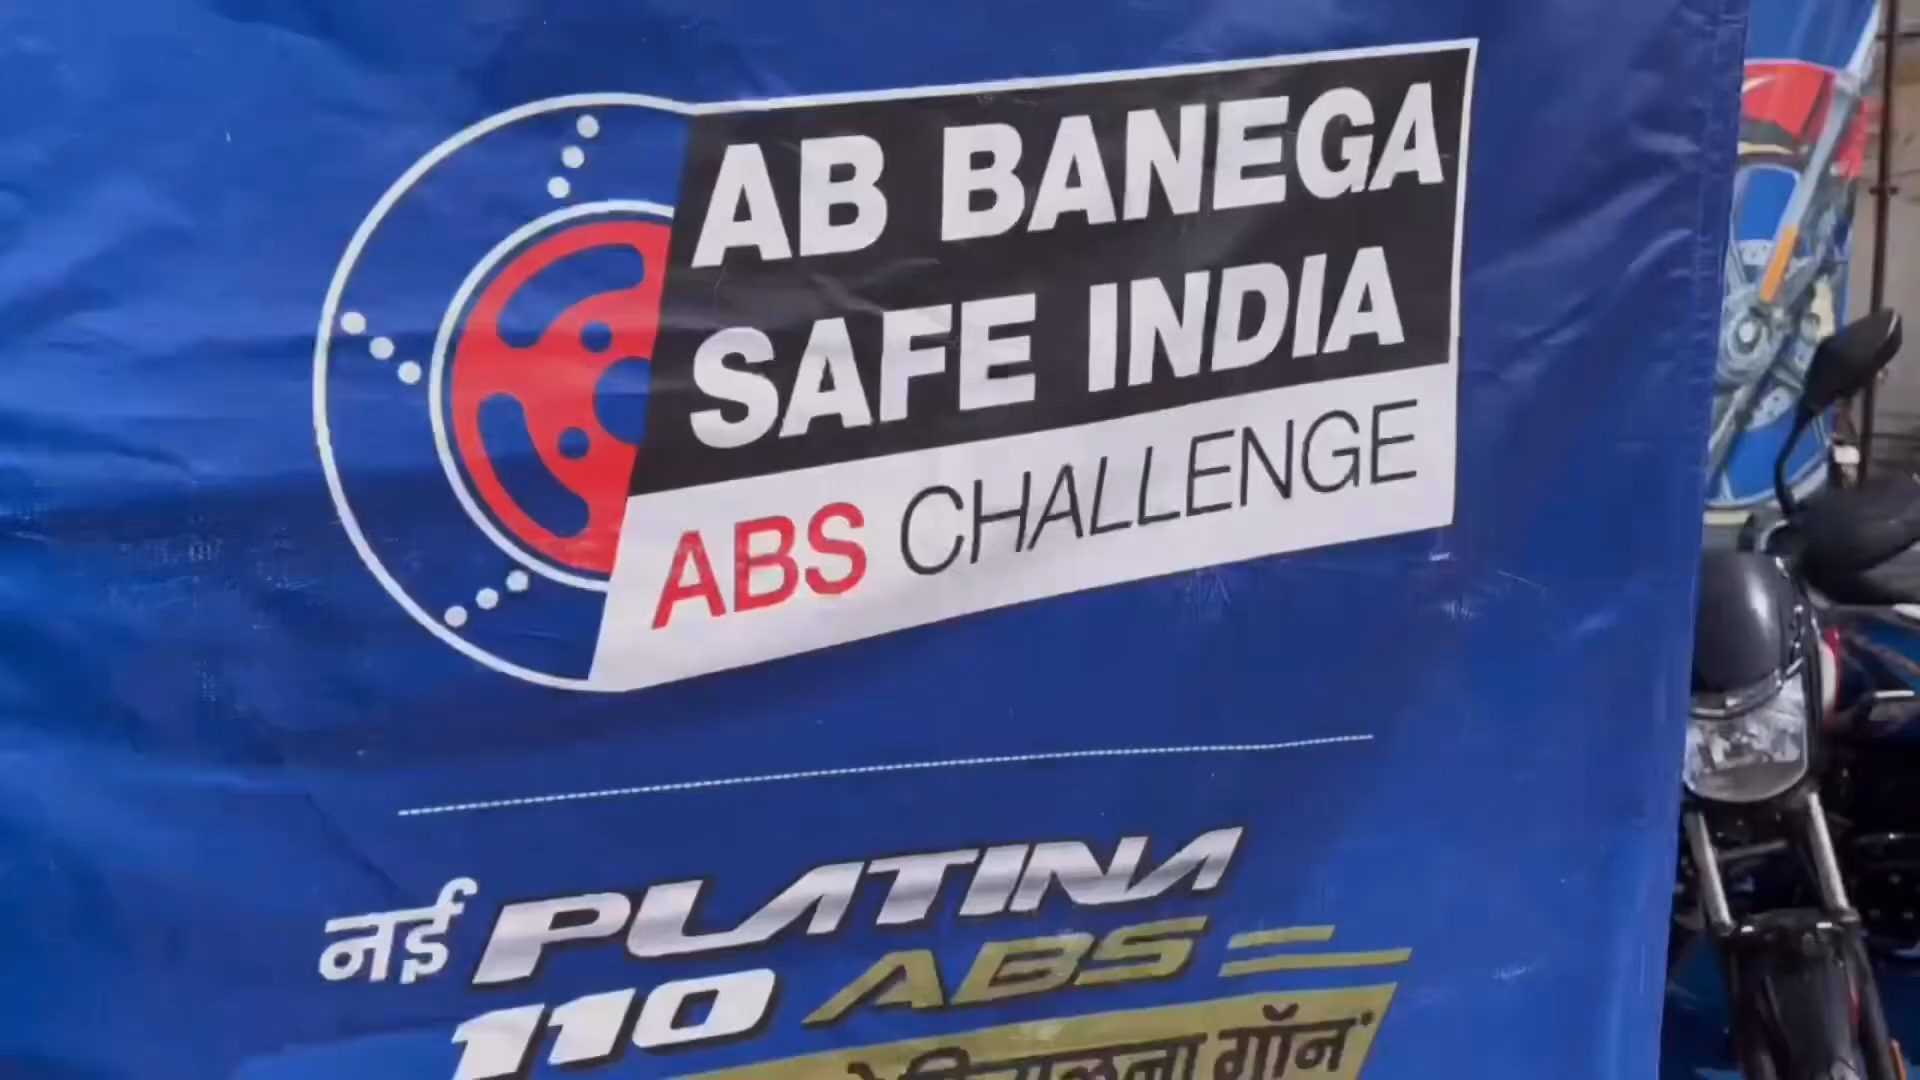 AB BANEGA
SAFE INDIA
ABS CHALLENGE
नई PLATINA
110 ABS
गॉन*